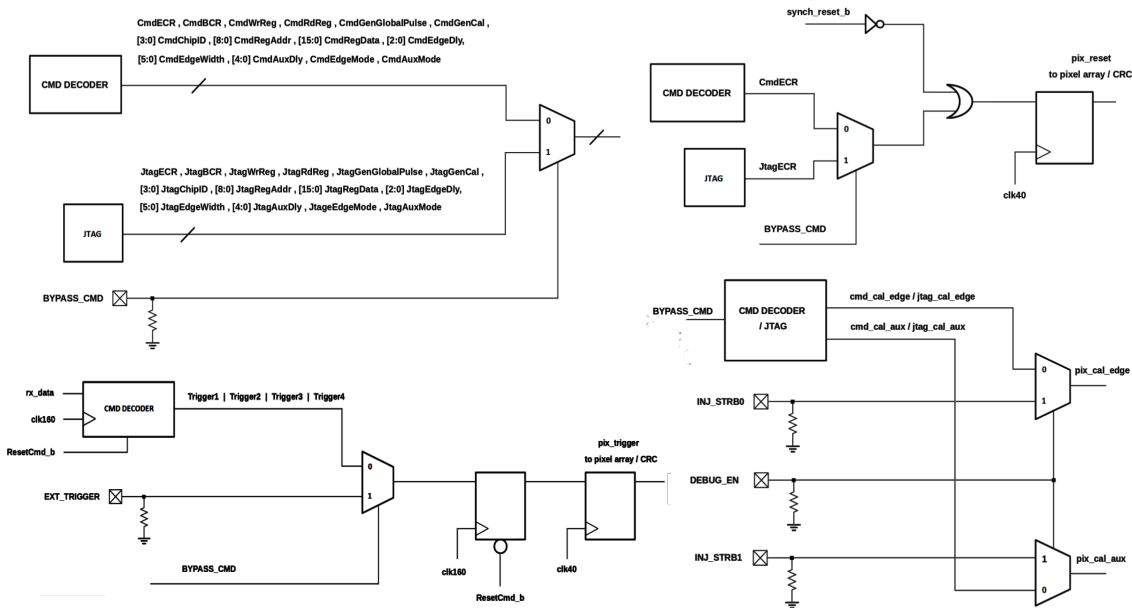 CmdECR , CmdBCR , CmdWrReg , CmdRdReg , CmdGenGlobalPulse , CmdGenCal ,
[3:0] CmdChipID , [8:0] CmdRegAddr , [15:0] CmdRegData , [2:0] CmdEdgeDly,
[5:0] CmdEdgeWidth , [4:0] CmdAuxDly , CmdEdgeMode , CmdAuxMode
CMD DECODER
0
1
JtagECR , JtagBCR , JtagWrReg , JtagRdReg , JtagGenGlobalPulse , JtagGenCal ,
[3:0] JtagChipID , [8:0] JtagRegAddr , [15:0] JtagRegData , [2:0] JtagEdgeDly,
[5:0] JtagEdgeWidth , [4:0] JtagAuxDly , JtageEdgeMode , JtagAuxMode
JTAG
BYPASS_CMD
synch_reset_b
pix_reset
to pixel array / CRC
CMD DECODER
CmdECR
0
1
JTAG
JtagECR
clk40
BYPASS_CMD
rx_data
clk160
CMD DECODER
ResetCmd_b
Trigger1 | Trigger2 | Trigger3 | Trigger4
0
1
EXT_TRIGGER
BYPASS_CMD
pix_trigger
to pixel array / CRC
clk160
clk40
ResetCmd_b
BYPASS_CMD
CMD DECODER
/ JTAG
cmd_cal_edge / jtag_cal_edge
cmd_cal_aux / jtag_cal_aux
0
1
pix_cal_edge
INJ_STRB0
DEBUG_EN
INJ_STRB1
1
0
pix_cal_aux